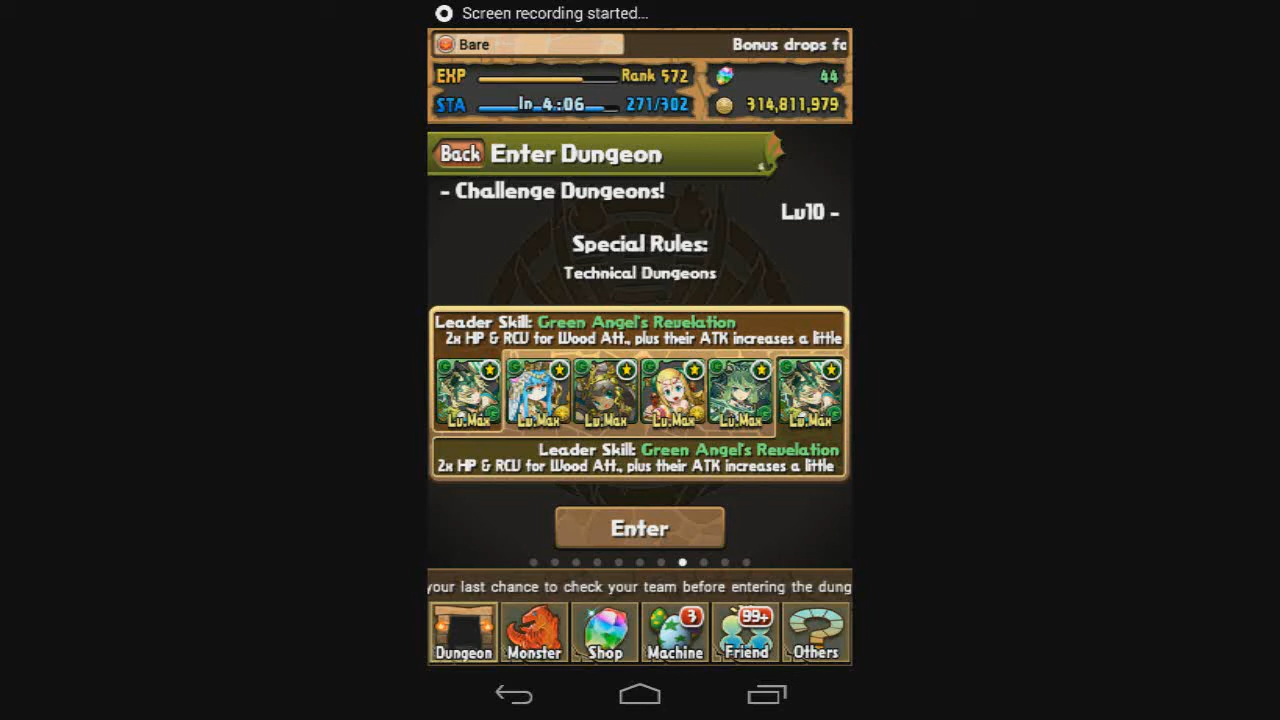 Screen recording started...
Bare
Bonus drops fo
EXP
Rank 572
44
STA
In 4:06
271/302
314,811,979
Back
Enter Dungeon
- Challenge Dungeons!
Lv10 -
Special Rules:
Technical Dungeons
Leader Skill: Green Angel's Revelation
2x HP & RCV for Wood Att., plus their ATK increases a little
Lv.Max Lv.Max Lv.Max Lv.Max Lv.Max Lv.Max
Leader Skill: Green Angel's Revelation
2x HP & RCV for Wood Att., plus their ATK increases a little
Enter
your last chance to check your team before entering the dung
3
99+
Dungeon Monster Shop Machine Friend Others